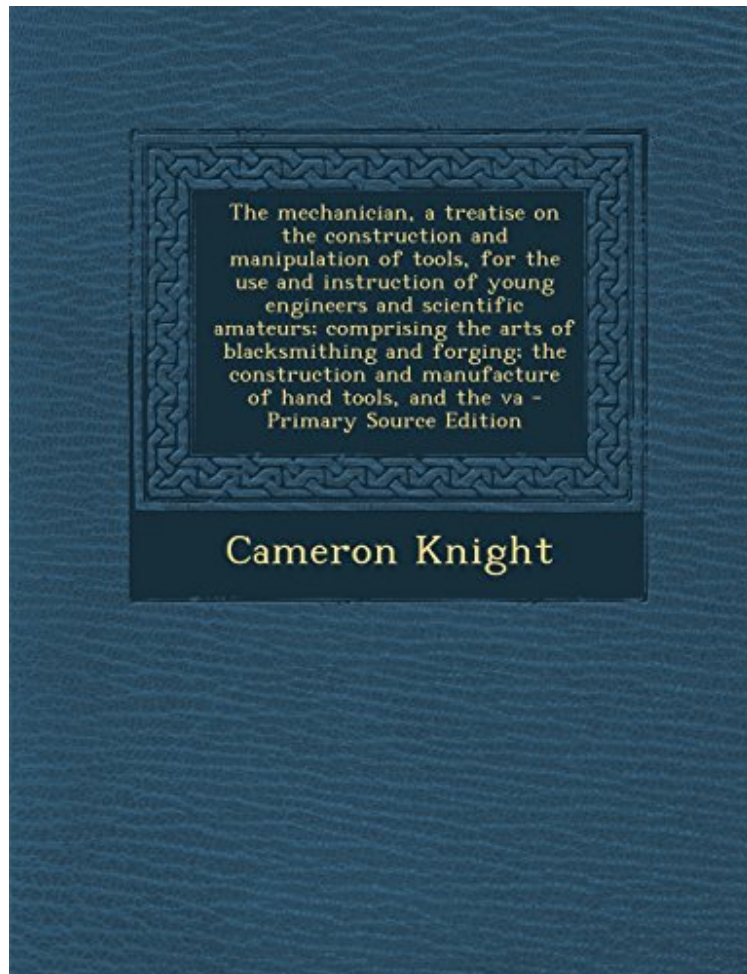 The mechanician, a treatise on
the construction and
manipulation of tools, for the
use and instruction of young
engineers and scientific
amateurs; comprising the arts of
blacksmithing and forging; the
construction and manufacture
of hand tools, and the va -
Primary Source Edition
Cameron Knight